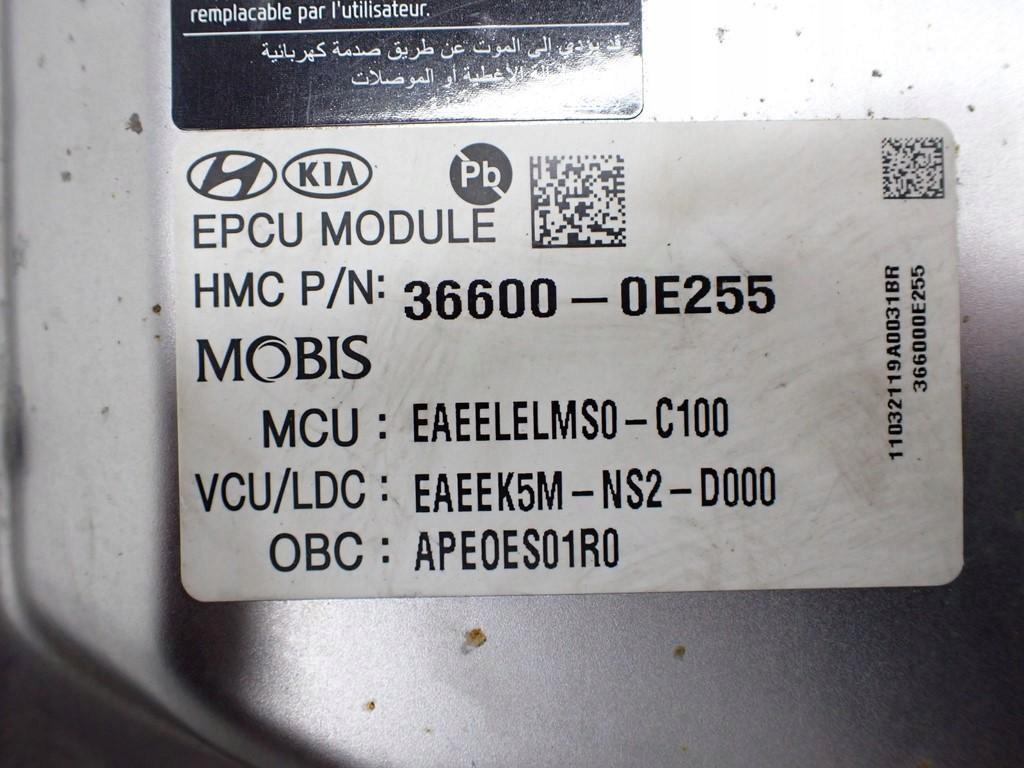 remplacable par l'utilisateur.
قد يؤدي إلى الموت عن طريق صدمة كهربائية
الأغطية أو الموصلات
KIA
Pb
EPCU MODULE
HMC P/N: 36600-0E255
MOBIS
MCU : EAEELELMS0-C100
VCU/LDC : EAEEK5M-NS2-D000
OBC : APE0ES01R0
11032119A0031BR
366000E255